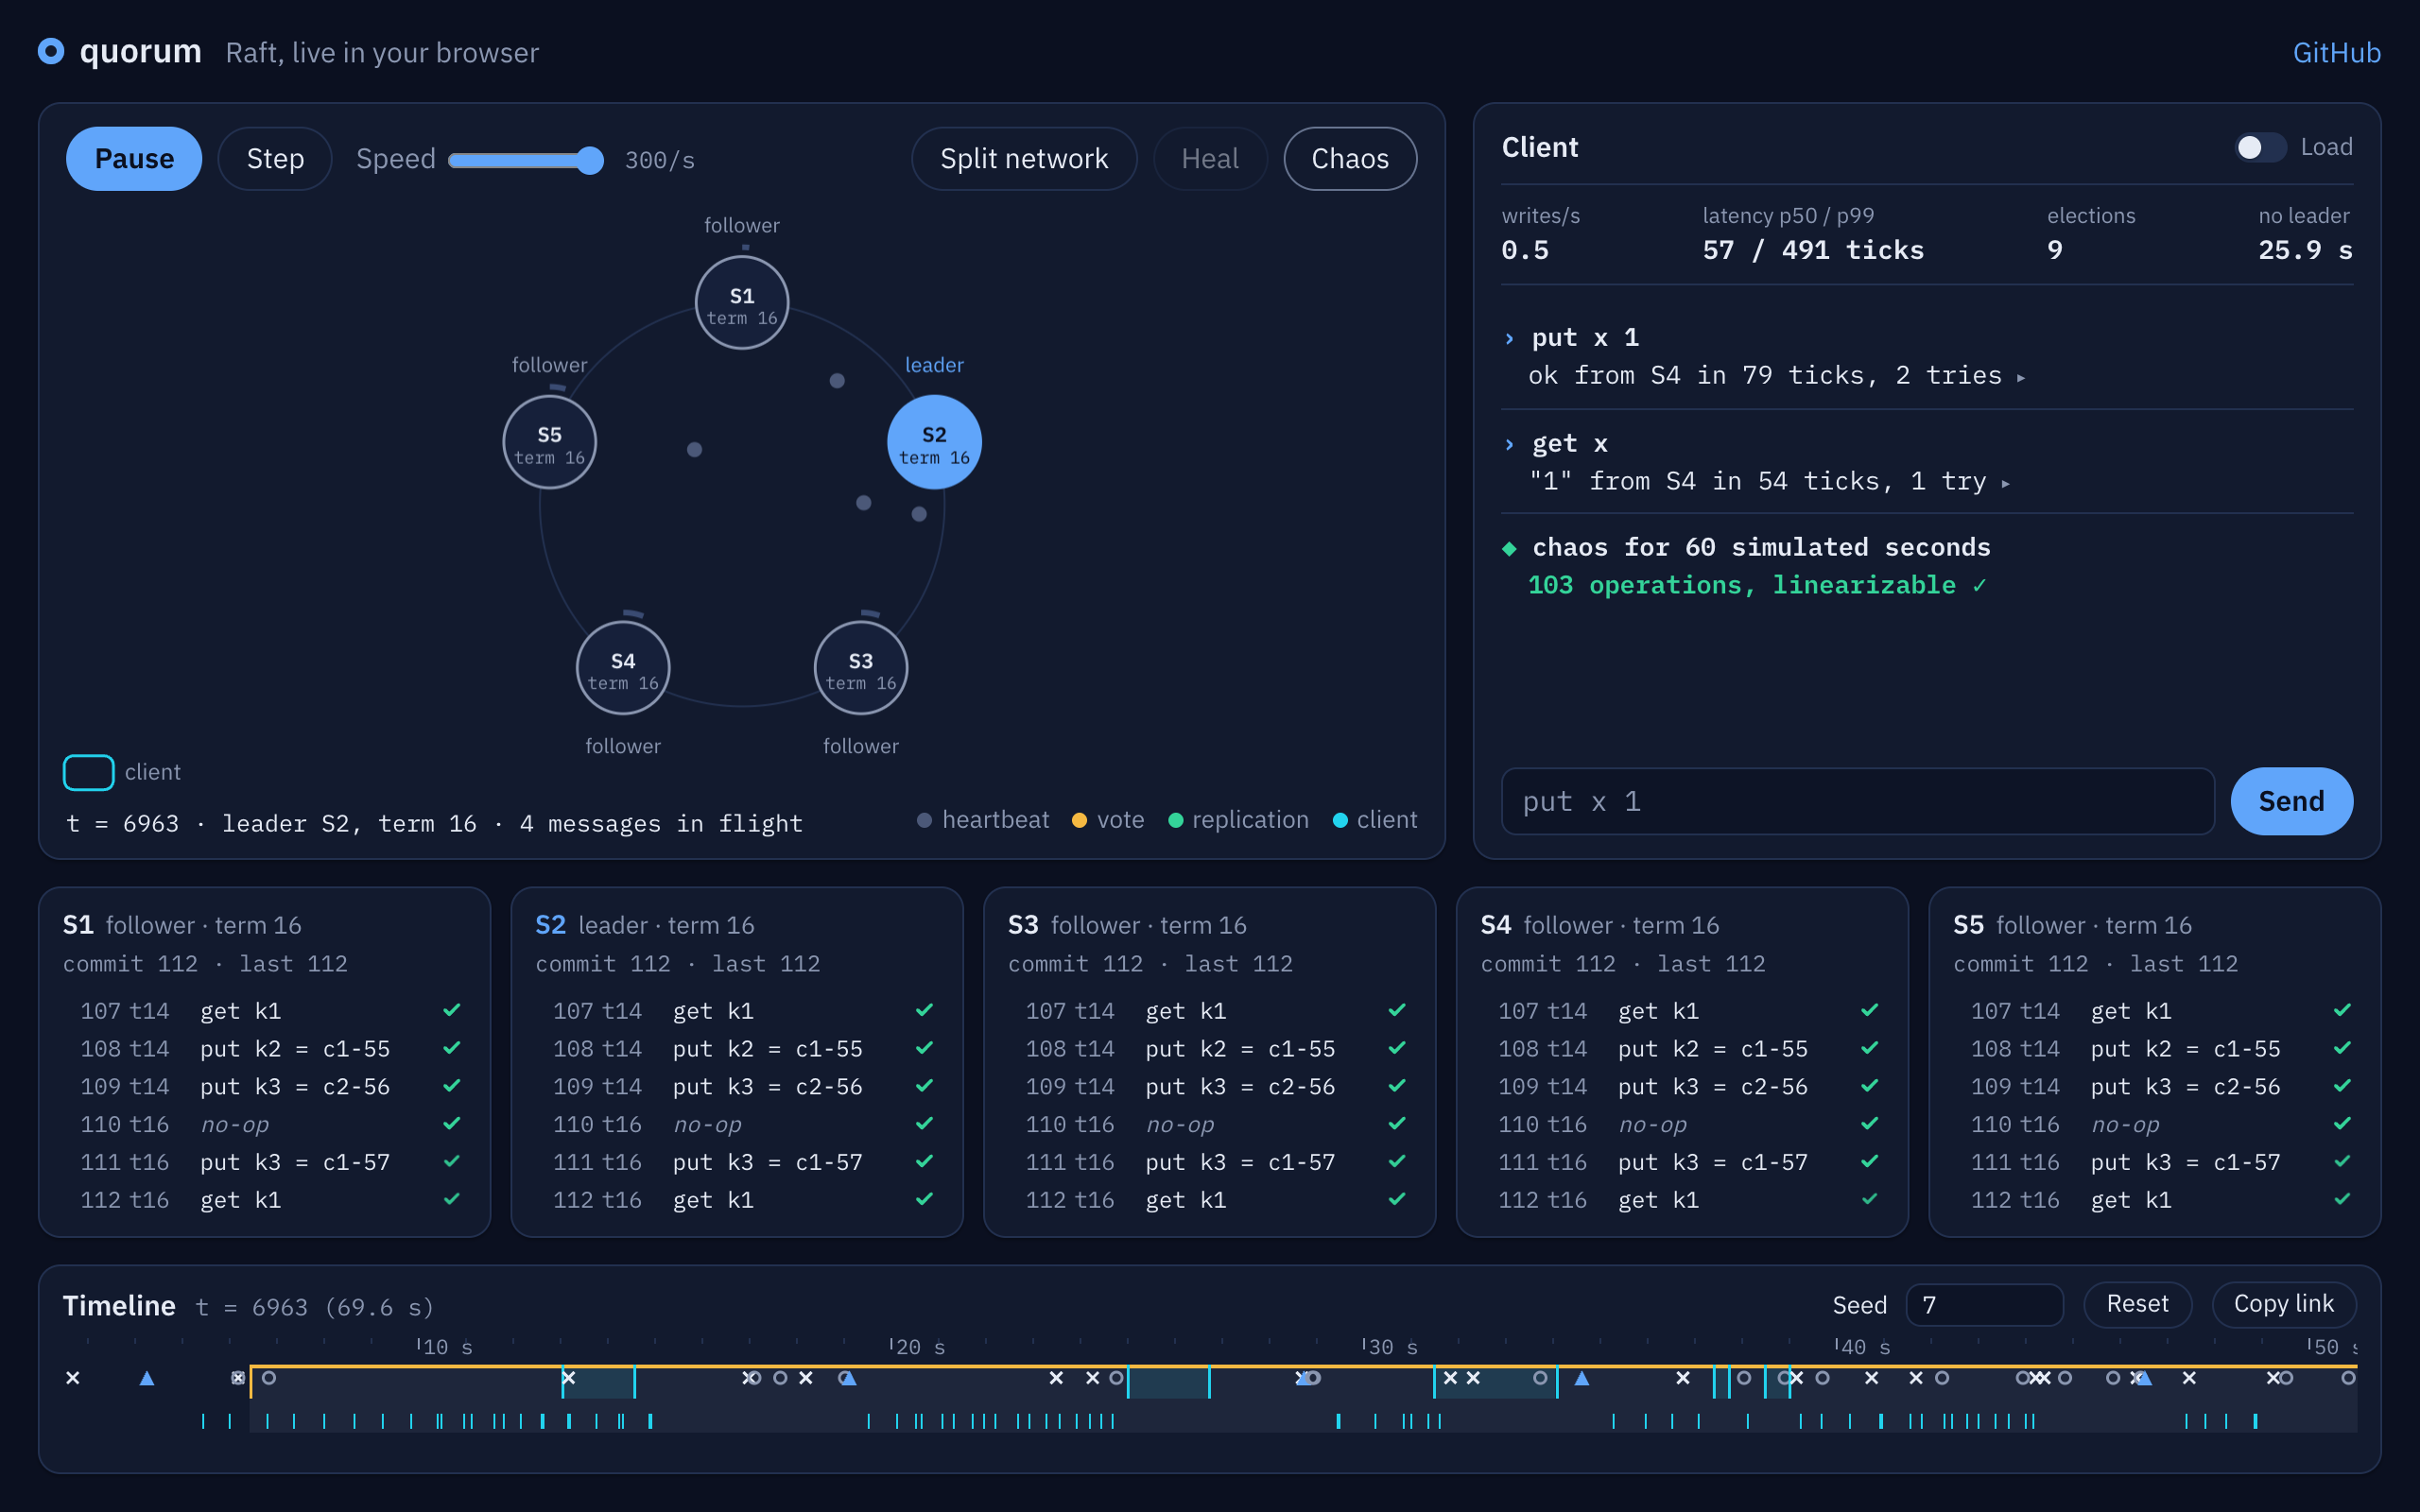 quorum Raft, live in your browser GitHub
Pause Step Speed 300/s Split network Heal Chaos
follower
S1
term 16
follower
S5
term 16
leader
S2
term 16
S4
term 16
follower
S3
term 16
follower
client
t = 6963 · leader S2, term 16 · 4 messages in flight
heartbeat vote replication client
Client Load
writes/s latency p50 / p99 elections no leader
0.5 57 / 491 ticks 9 25.9 s
› put x 1
ok from S4 in 79 ticks, 2 tries ▸
› get x
"1" from S4 in 54 ticks, 1 try ▸
◆ chaos for 60 simulated seconds
103 operations, linearizable ✓
put x 1 Send
S1 follower · term 16
commit 112 · last 112
107 t14 get k1 ✓
108 t14 put k2 = c1-55 ✓
109 t14 put k3 = c2-56 ✓
110 t16 no-op ✓
111 t16 put k3 = c1-57 ✓
112 t16 get k1 ✓
S2 leader · term 16
commit 112 · last 112
107 t14 get k1 ✓
108 t14 put k2 = c1-55 ✓
109 t14 put k3 = c2-56 ✓
110 t16 no-op ✓
111 t16 put k3 = c1-57 ✓
112 t16 get k1 ✓
S3 follower · term 16
commit 112 · last 112
107 t14 get k1 ✓
108 t14 put k2 = c1-55 ✓
109 t14 put k3 = c2-56 ✓
110 t16 no-op ✓
111 t16 put k3 = c1-57 ✓
112 t16 get k1 ✓
S4 follower · term 16
commit 112 · last 112
107 t14 get k1 ✓
108 t14 put k2 = c1-55 ✓
109 t14 put k3 = c2-56 ✓
110 t16 no-op ✓
111 t16 put k3 = c1-57 ✓
112 t16 get k1 ✓
S5 follower · term 16
commit 112 · last 112
107 t14 get k1 ✓
108 t14 put k2 = c1-55 ✓
109 t14 put k3 = c2-56 ✓
110 t16 no-op ✓
111 t16 put k3 = c1-57 ✓
112 t16 get k1 ✓
Timeline t = 6963 (69.6 s) Seed 7 Reset Copy link
10 s 20 s 30 s 40 s 50 s